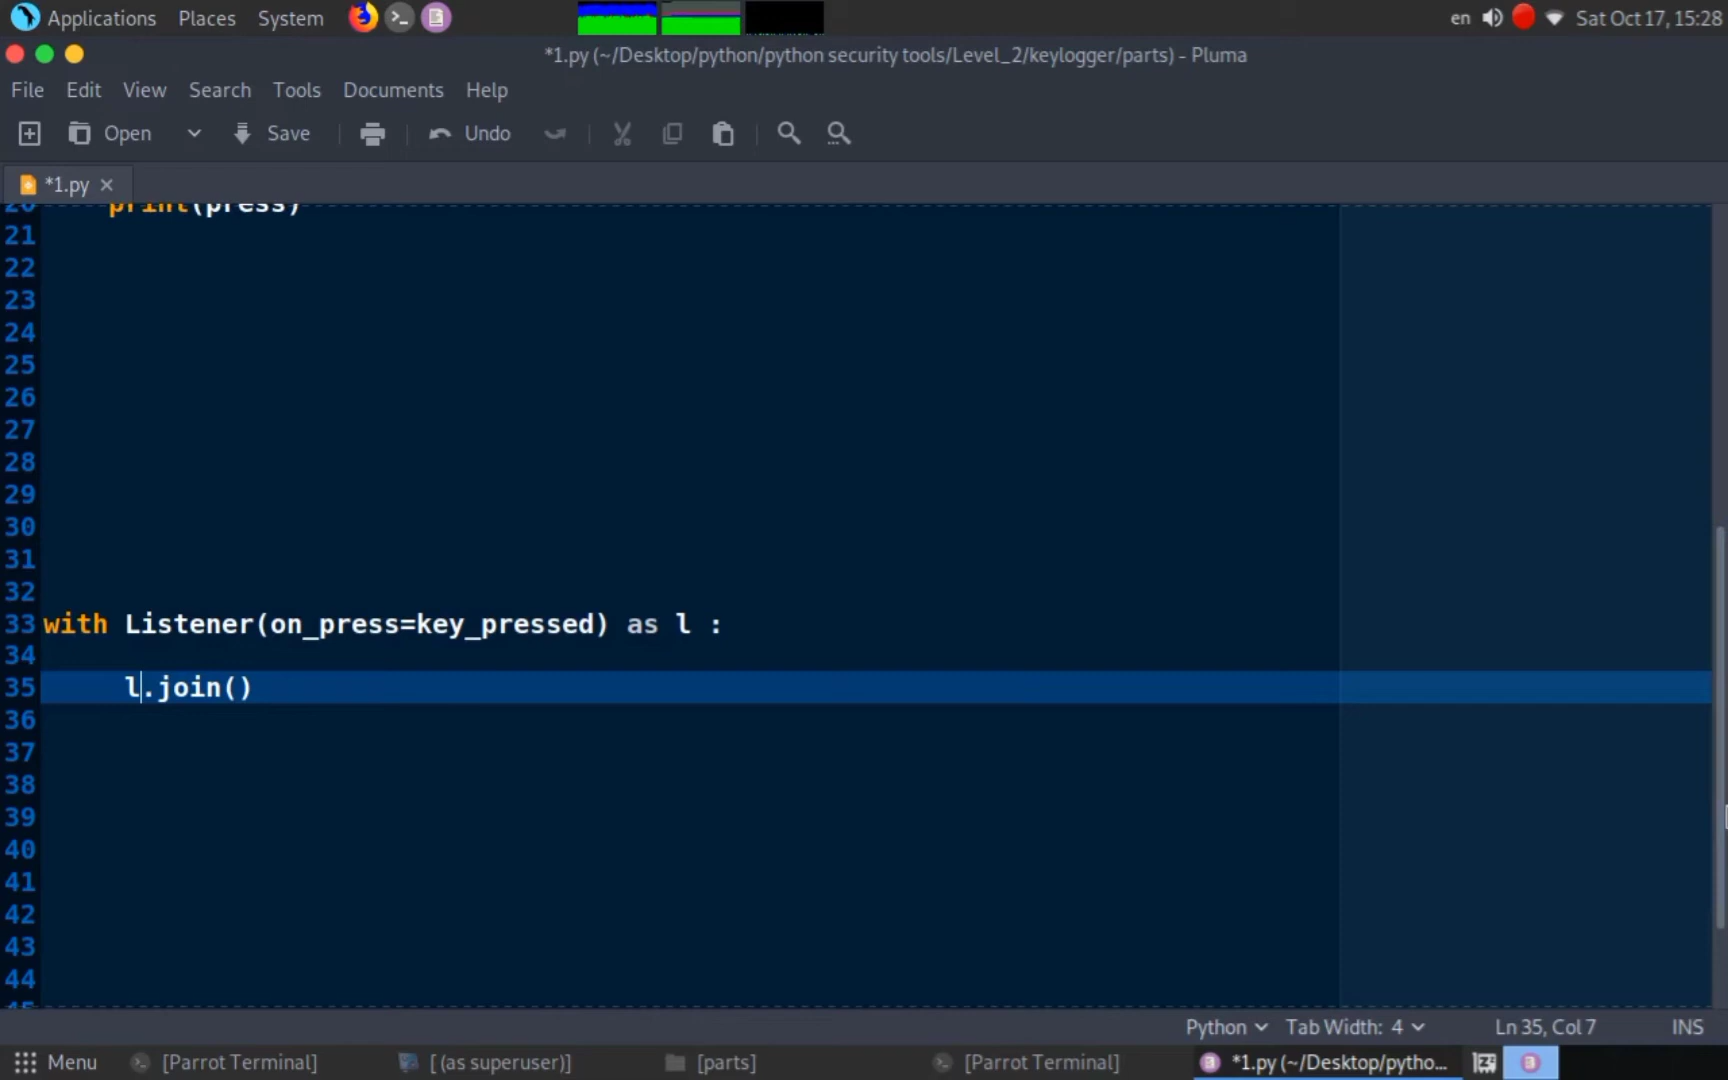 Applications Places System en Sat Oct 17, 15:28
*1.py (~/Desktop/python/python security tools/Level_2/keylogger/parts) - Pluma
File Edit View Search Tools Documents Help
Open Save Undo
*1.py
20 print(press)
21
22
23
24
25
26
27
28
29
30
31
32
33 with Listener(on_press=key_pressed) as l :
34
35 l.join()
36
37
38
39
40
41
42
43
44
45
Python Tab Width: 4 Ln 35, Col 7 INS
Menu [Parrot Terminal] [ (as superuser)] [parts] [Parrot Terminal] *1.py (~/Desktop/pytho...